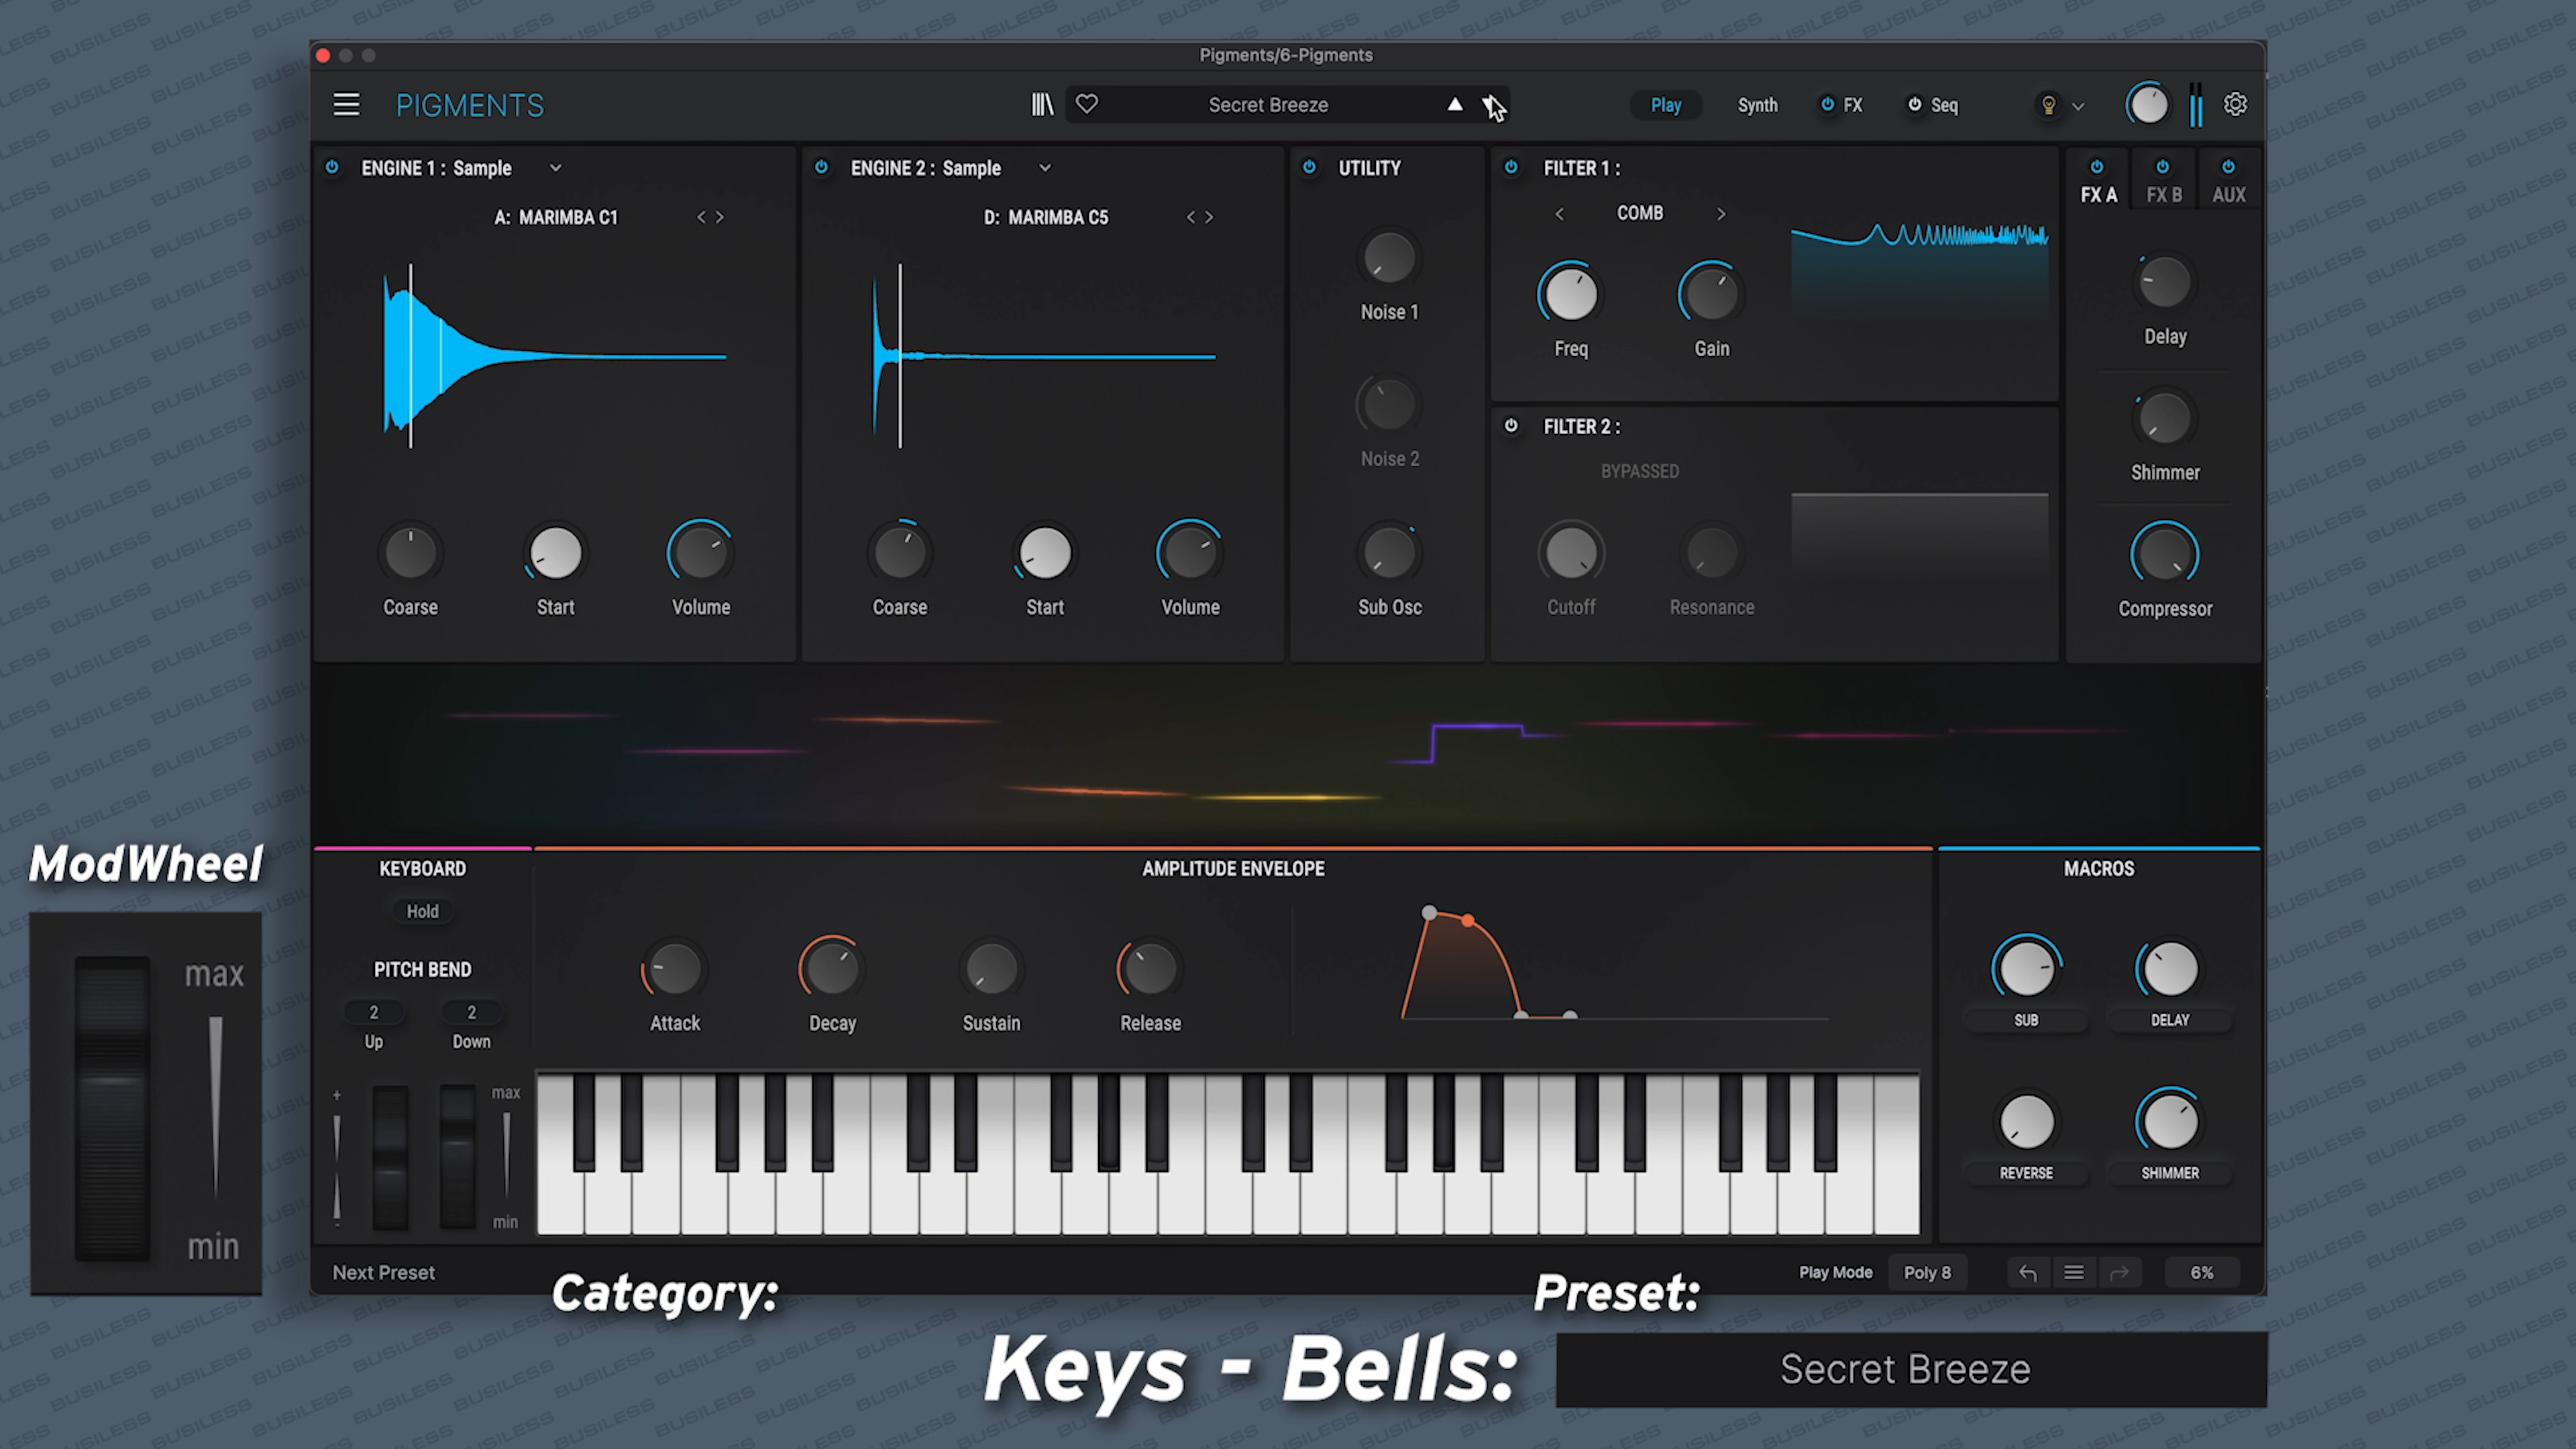 Pigments/6-Pigments
PIGMENTS
Secret Breeze
Play
Synth
FX
Seq
ENGINE 1 : Sample
ENGINE 2 : Sample
UTILITY
FILTER 1 :
FX A
FX B
AUX
A: MARIMBA C1
D: MARIMBA C5
COMB
Noise 1
Freq
Gain
Delay
FILTER 2 :
Noise 2
BYPASSED
Shimmer
Coarse
Start
Volume
Coarse
Start
Volume
Sub Osc
Cutoff
Resonance
Compressor
ModWheel
max
min
KEYBOARD
Hold
PITCH BEND
2
2
Up
Down
+
-
max
min
AMPLITUDE ENVELOPE
Attack
Decay
Sustain
Release
MACROS
SUB
DELAY
REVERSE
SHIMMER
Next Preset
Play Mode
Poly 8
6%
Category:
Preset:
Keys - Bells:
Secret Breeze
BUSILESS